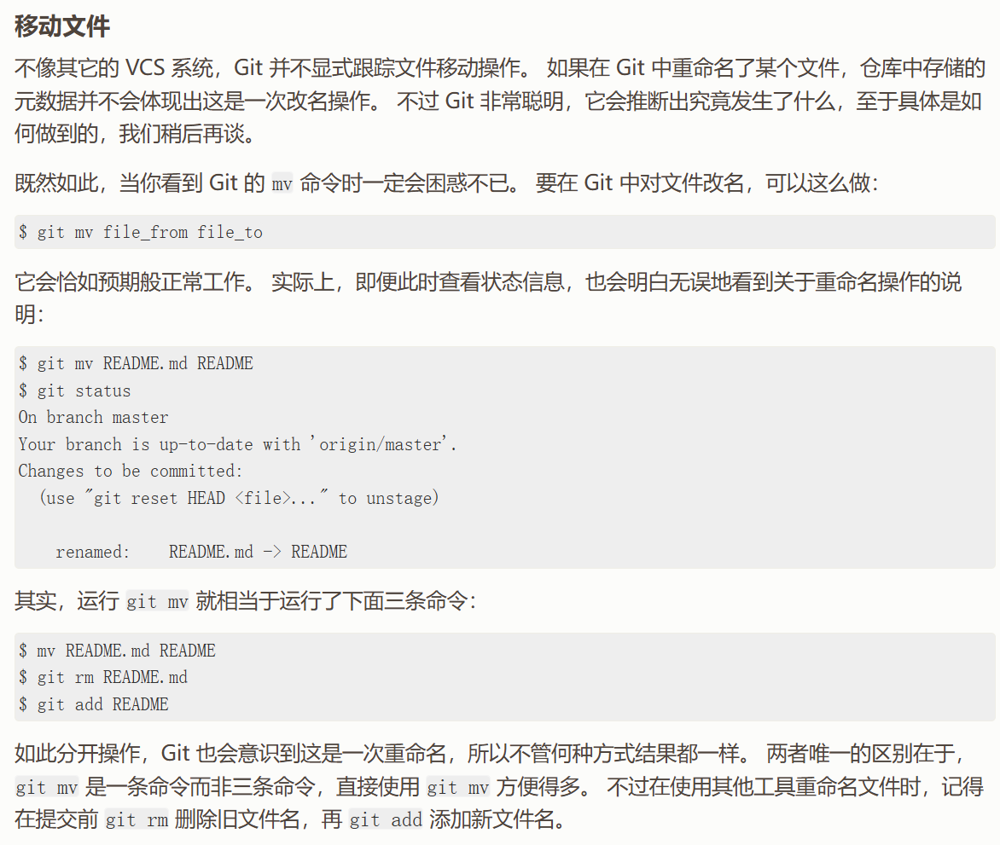 移动文件
不像其它的 VCS 系统，Git 并不显式跟踪文件移动操作。 如果在 Git 中重命名了某个文件，仓库中存储的
元数据并不会体现出这是一次改名操作。 不过 Git 非常聪明，它会推断出究竟发生了什么，至于具体是如
何做到的，我们稍后再谈。
既然如此，当你看到 Git 的 mv 命令时一定会困惑不已。 要在 Git 中对文件改名，可以这么做：
$ git mv file_from file_to
它会恰如预期般正常工作。 实际上，即便此时查看状态信息，也会明白无误地看到关于重命名操作的说
明：
$ git mv README.md README
$ git status
On branch master
Your branch is up-to-date with 'origin/master'.
Changes to be committed:
  (use "git reset HEAD <file>..." to unstage)
    renamed:    README.md -> README
其实，运行 git mv 就相当于运行了下面三条命令：
$ mv README.md README
$ git rm README.md
$ git add README
如此分开操作，Git 也会意识到这是一次重命名，所以不管何种方式结果都一样。 两者唯一的区别在于，
git mv 是一条命令而非三条命令，直接使用 git mv 方便得多。 不过在使用其他工具重命名文件时，记得
在提交前 git rm 删除旧文件名，再 git add 添加新文件名。